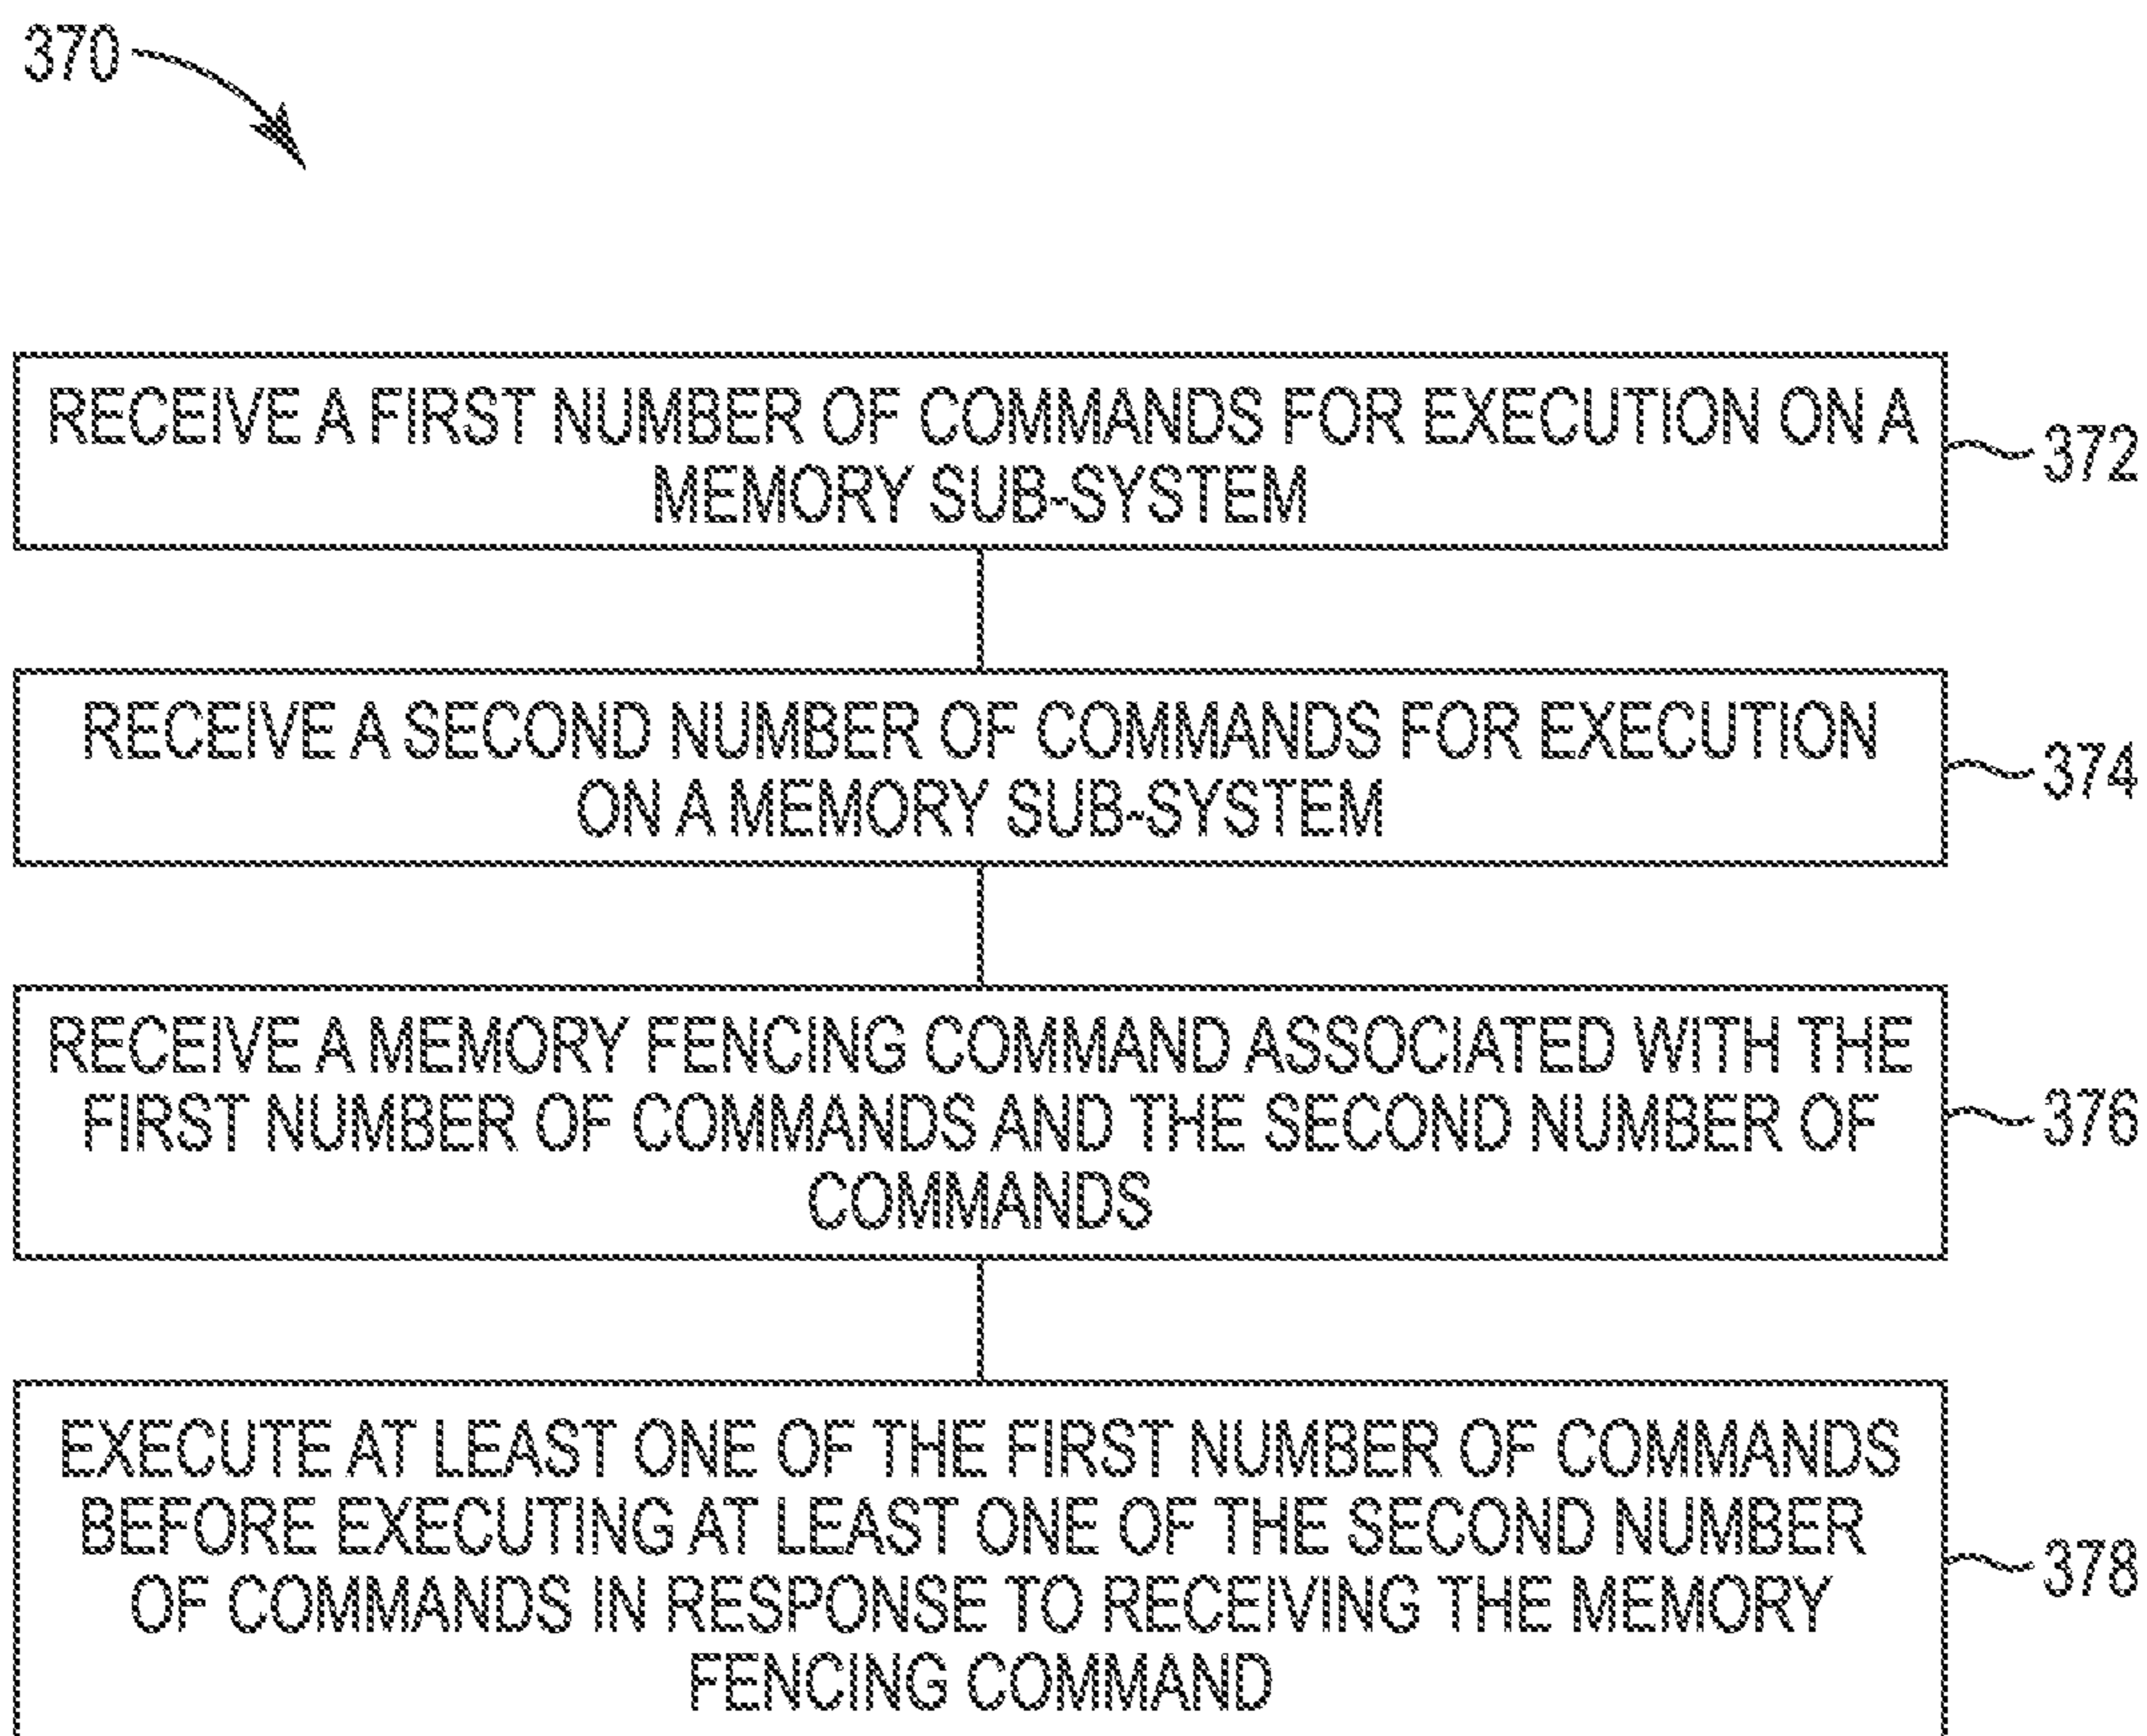 370
RECEIVE A FIRST NUMBER OF COMMANDS FOR EXECUTION ON A
MEMORY SUB-SYSTEM
372
RECEIVE A SECOND NUMBER OF COMMANDS FOR EXECUTION
ON A MEMORY SUB-SYSTEM
374
RECEIVE A MEMORY FENCING COMMAND ASSOCIATED WITH THE
FIRST NUMBER OF COMMANDS AND THE SECOND NUMBER OF
COMMANDS
376
EXECUTE AT LEAST ONE OF THE FIRST NUMBER OF COMMANDS
BEFORE EXECUTING AT LEAST ONE OF THE SECOND NUMBER
OF COMMANDS IN RESPONSE TO RECEIVING THE MEMORY
FENCING COMMAND
378